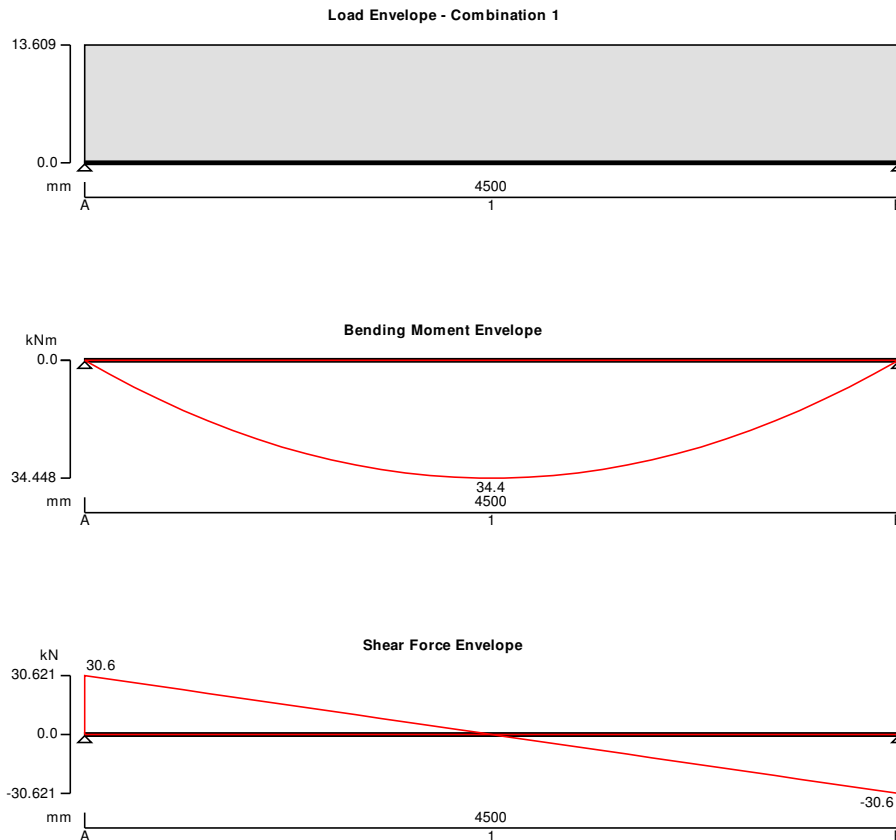 Load Envelope - Combination 1
13.609
0.0
mm
4500
A
1
Bending Moment Envelope
kNm
0.0
34.448
34.4
mm
4500
A
1
Shear Force Envelope
kN
30.621
30.6
0.0
-30.621
-30.6
mm
4500
A
1